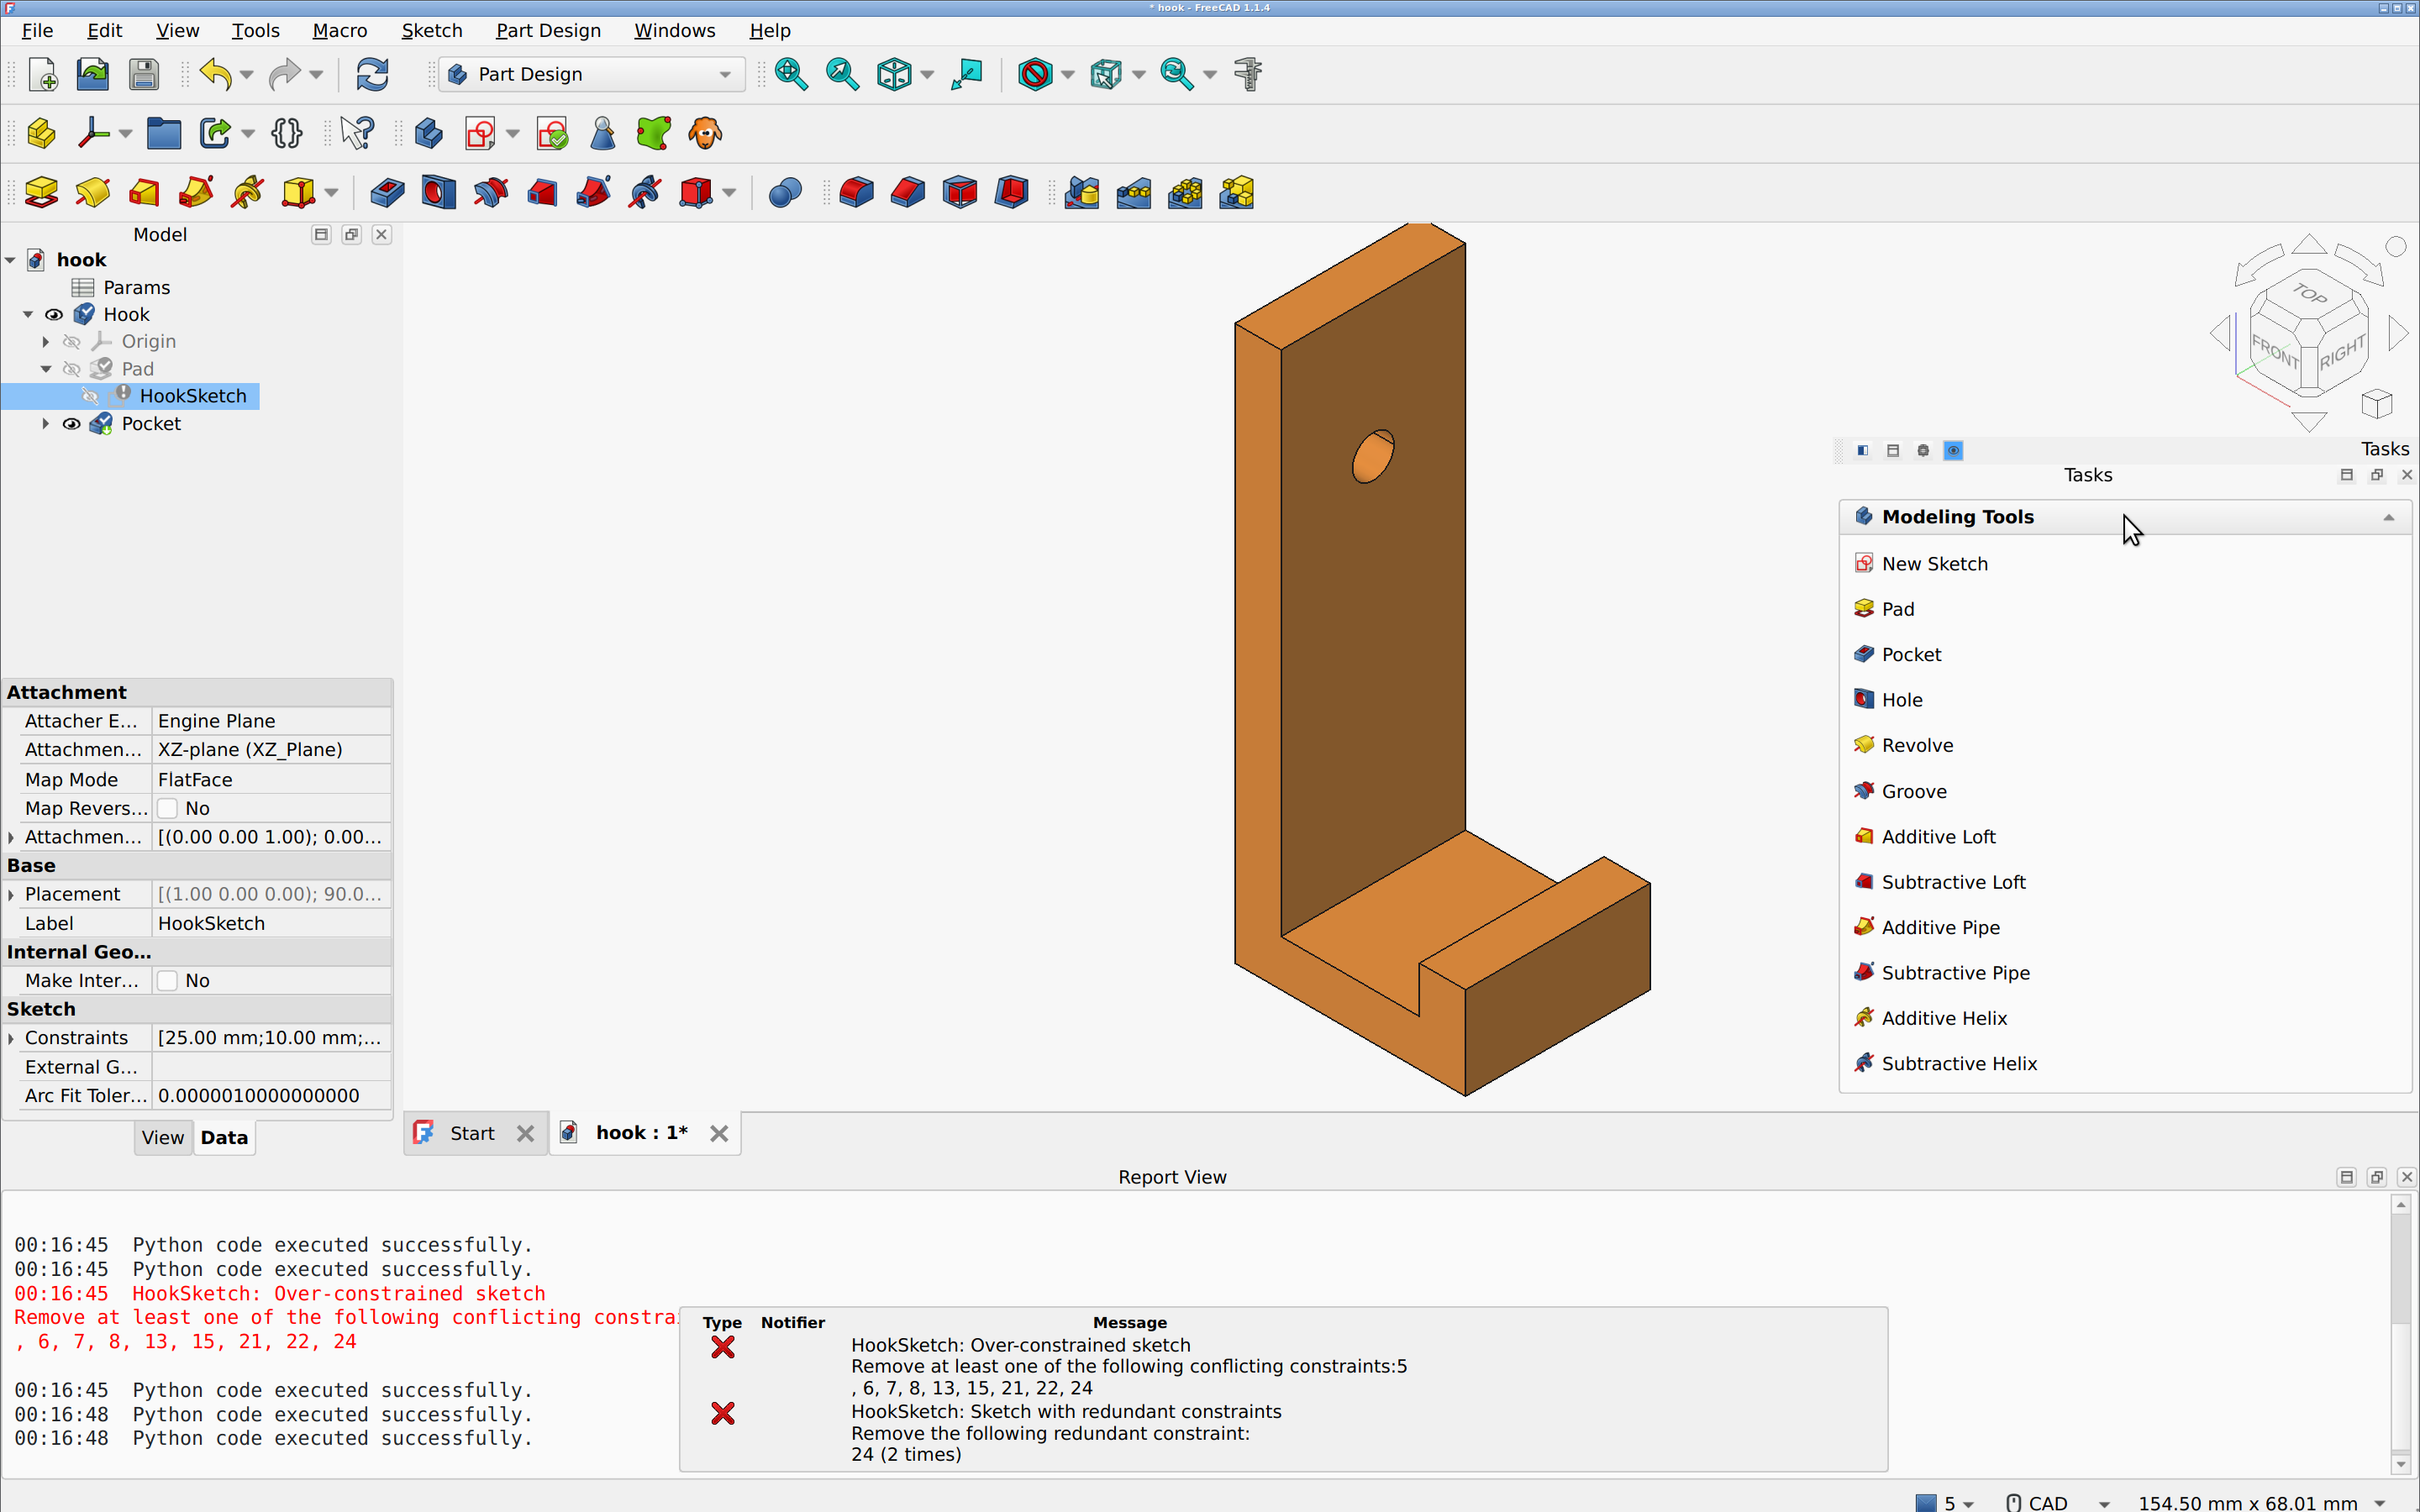 * hook - FreeCAD 1.1.4
File Edit View Tools Macro Sketch Part Design Windows Help
Part Design
Model
hook
Params
Hook
Origin
Pad
HookSketch
Pocket
TOP
FRONT
RIGHT
Tasks
Tasks
Modeling Tools
New Sketch
Pad
Pocket
Hole
Revolve
Groove
Additive Loft
Subtractive Loft
Additive Pipe
Subtractive Pipe
Additive Helix
Subtractive Helix
Attachment
Attacher E... Engine Plane
Attachmen... XZ-plane (XZ_Plane)
Map Mode FlatFace
Map Revers... No
Attachmen... [(0.00 0.00 1.00); 0.00...
Base
Placement [(1.00 0.00 0.00); 90.0...
Label HookSketch
Internal Geo...
Make Inter... No
Sketch
Constraints [25.00 mm;10.00 mm;...
External G...
Arc Fit Toler... 0.0000010000000000
View Data
Start
hook : 1*
Report View
00:16:45 Python code executed successfully.
00:16:45 Python code executed successfully.
00:16:45 HookSketch: Over-constrained sketch
Remove at least one of the following conflicting constrai
, 6, 7, 8, 13, 15, 21, 22, 24
00:16:45 Python code executed successfully.
00:16:48 Python code executed successfully.
00:16:48 Python code executed successfully.
Type Notifier Message
HookSketch: Over-constrained sketch
Remove at least one of the following conflicting constraints:5
, 6, 7, 8, 13, 15, 21, 22, 24
HookSketch: Sketch with redundant constraints
Remove the following redundant constraint:
24 (2 times)
5 CAD 154.50 mm x 68.01 mm